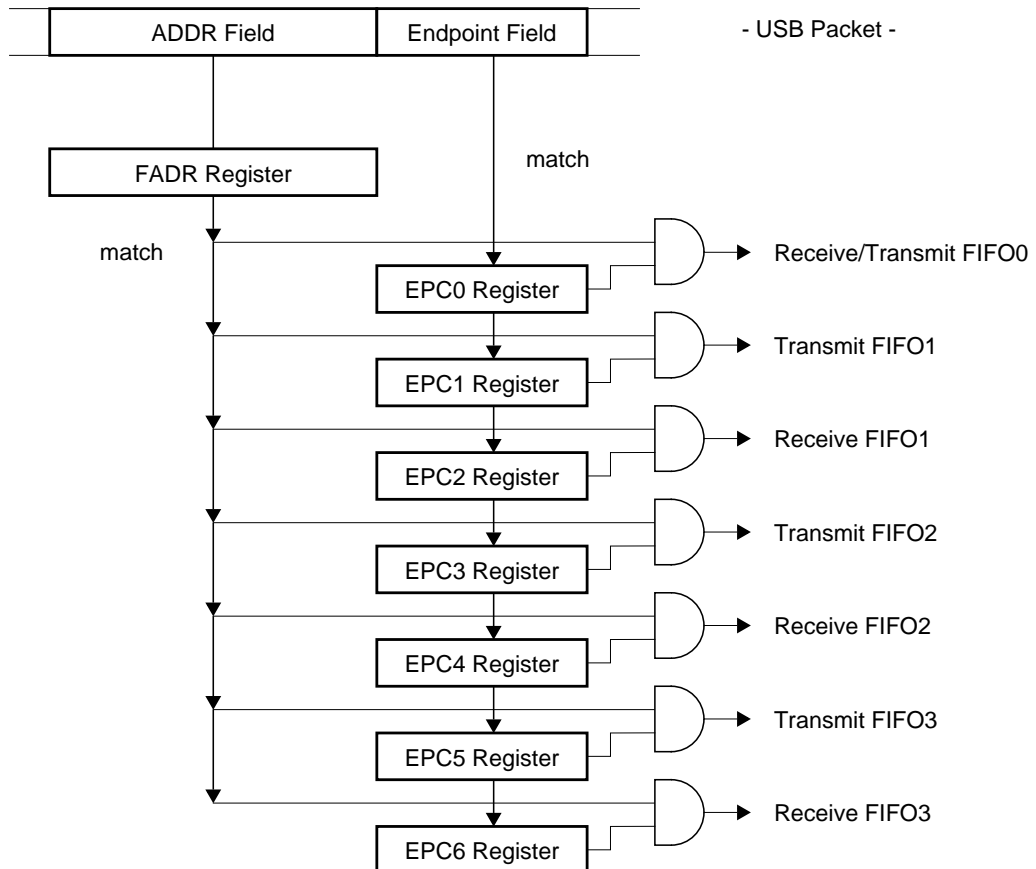 ADDR Field
Endpoint Field
- USB Packet -
match
FADR Register
match
Receive/Transmit FIFO0
EPC0 Register
Transmit FIFO1
EPC1 Register
Receive FIFO1
EPC2 Register
Transmit FIFO2
EPC3 Register
Receive FIFO2
EPC4 Register
Transmit FIFO3
EPC5 Register
Receive FIFO3
EPC6 Register